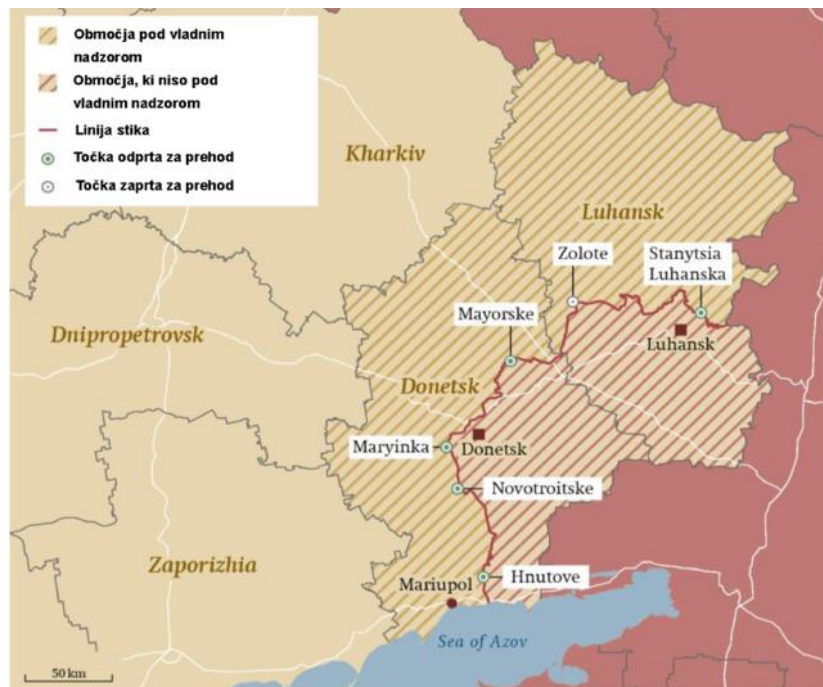 Območja pod vladnim
nadzorom
Območja, ki niso pod
vladnim nadzorom
Linija stika
Točka odprta za prehod
Točka zaprta za prehod
Kharkiv
Luhansk
Zolote
Stanytsia
Luhanska
Mayorske
Dnipropetrovsk
Luhansk
Donetsk
Maryinka
Donetsk
Novotroitske
Zaporizhia
Hnutove
Mariupol
Sea of Azov
50 km